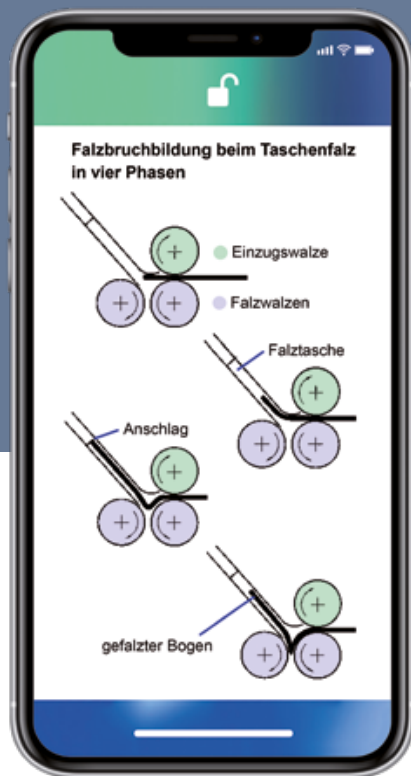 Falzbruchbildung beim Taschenfalz
in vier Phasen
Einzugswalze
Falzwalzen
Falztasche
Anschlag
gefalzter Bogen